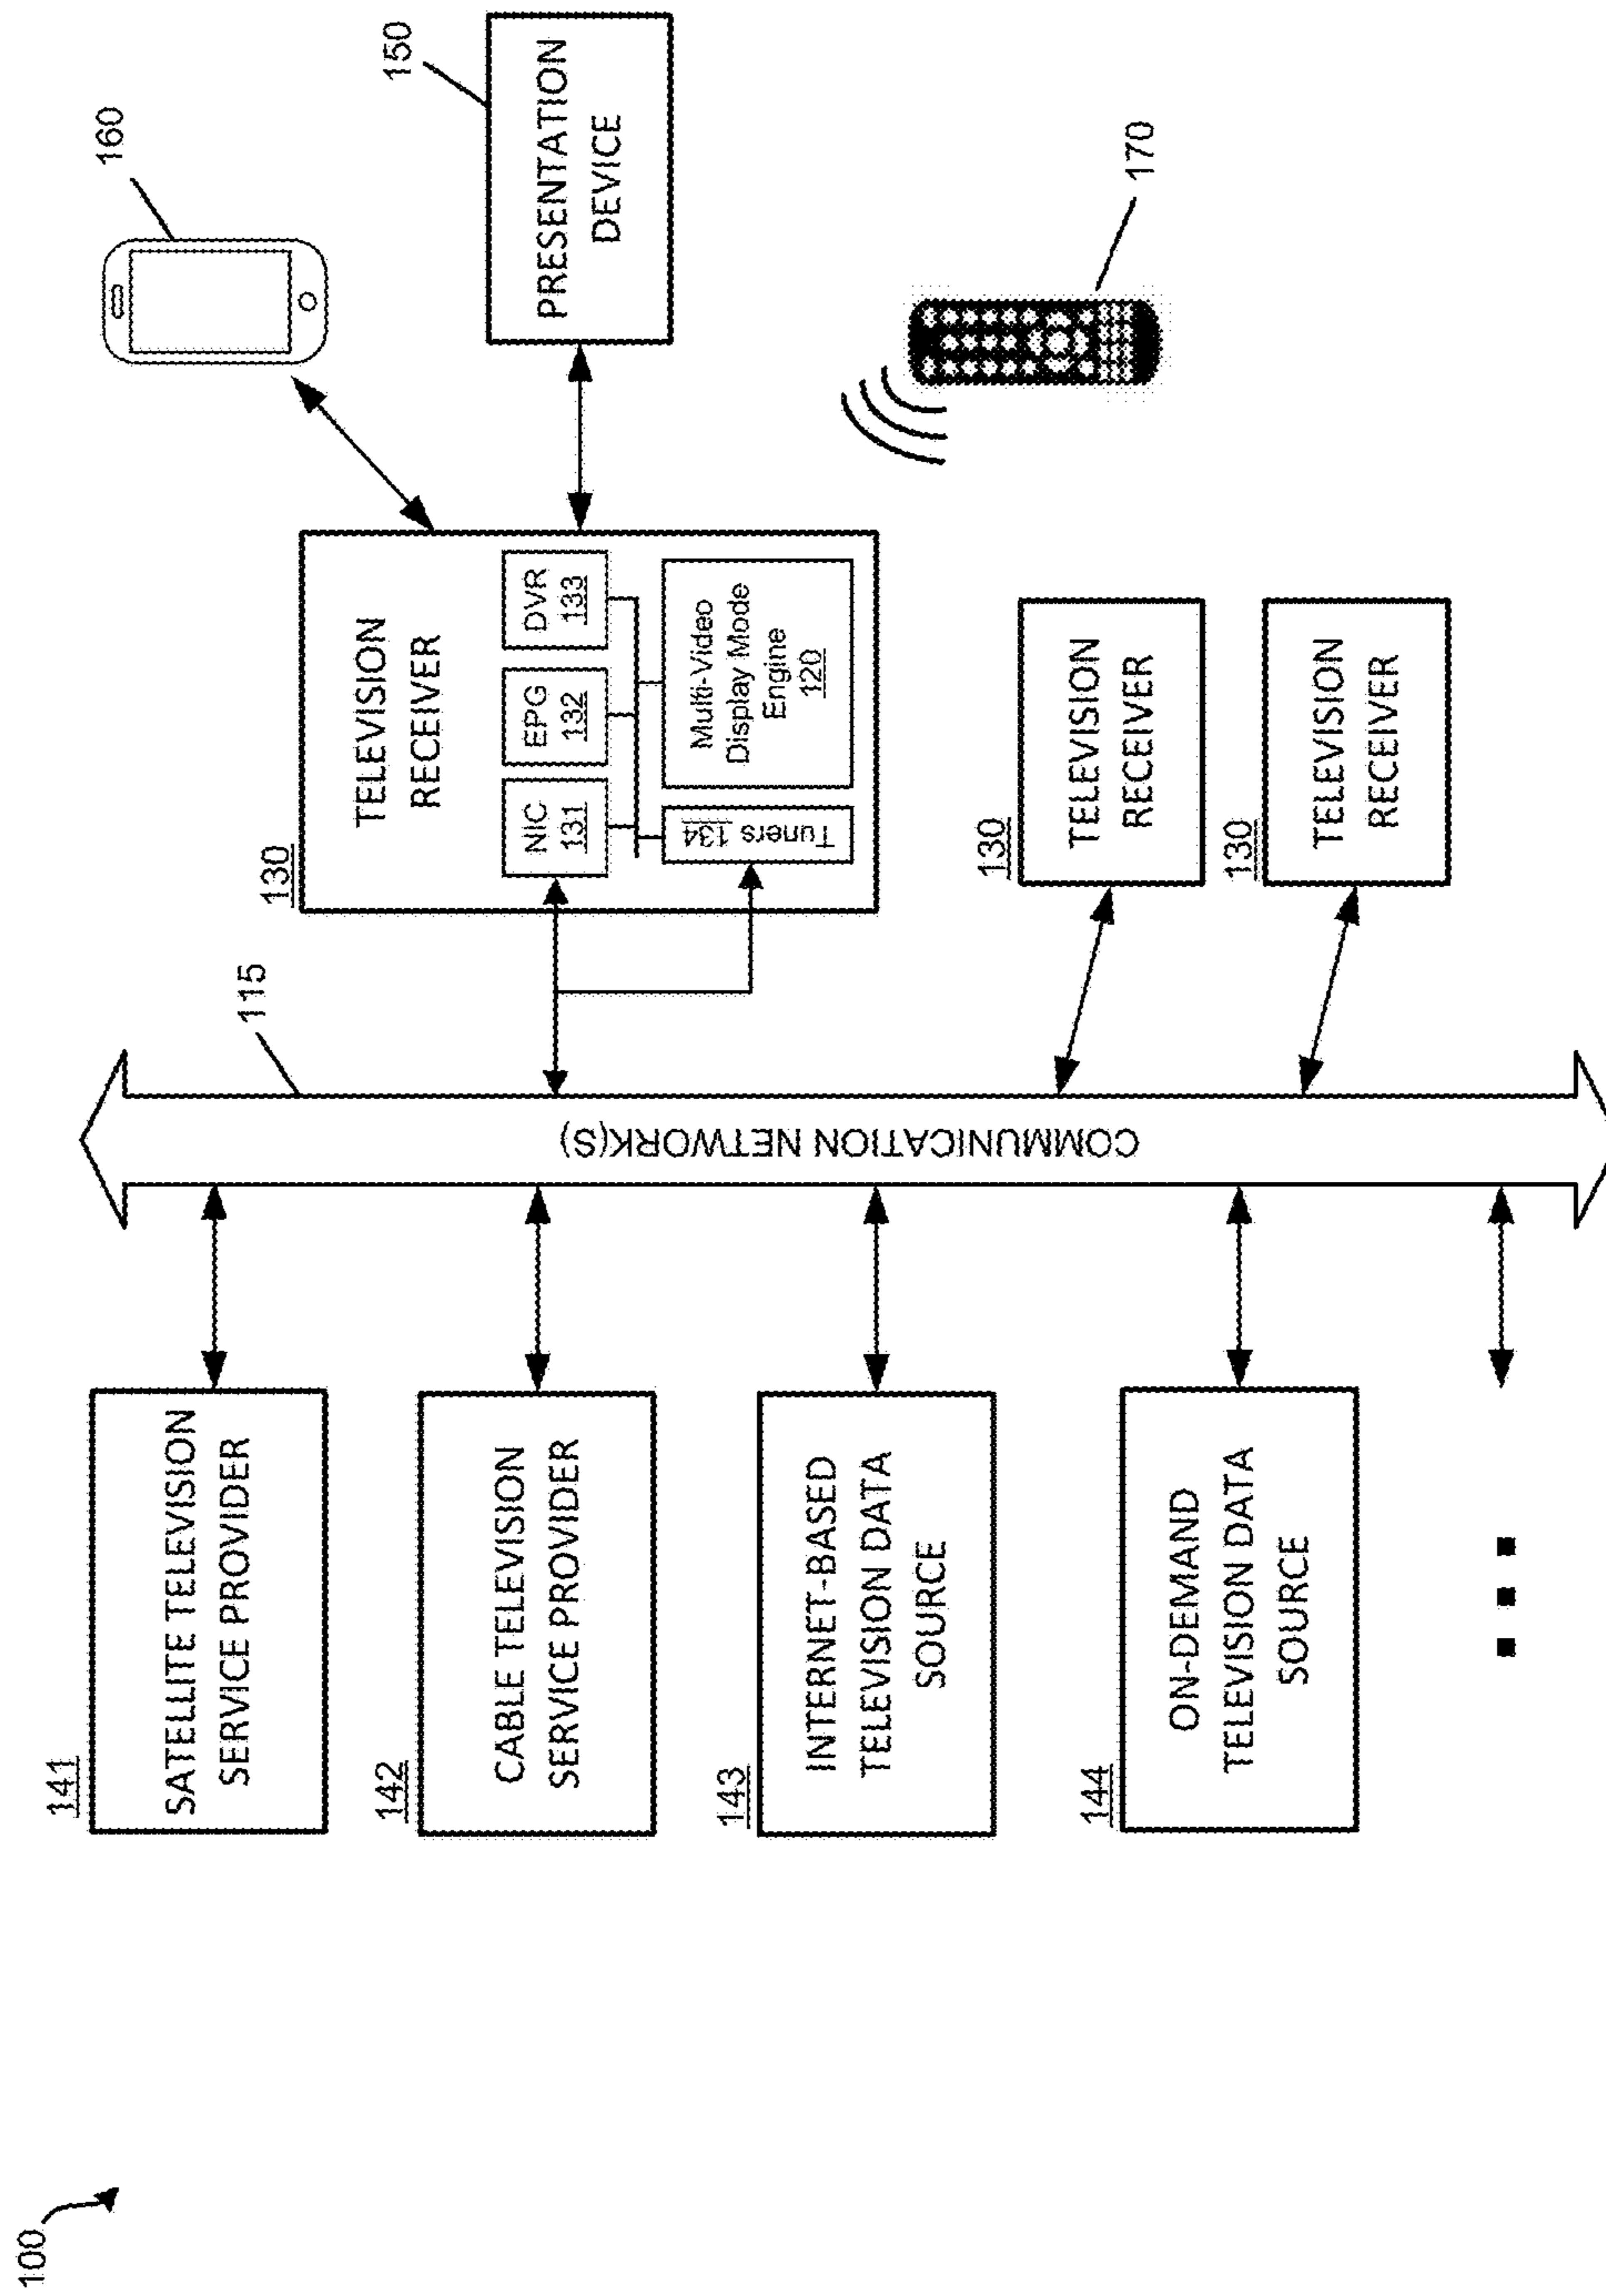 100
141
SATELLITE TELEVISION
SERVICE PROVIDER
142
CABLE TELEVISION
SERVICE PROVIDER
143
INTERNET-BASED
TELEVISION DATA
SOURCE
144
ON-DEMAND
TELEVISION DATA
SOURCE
115
COMMUNICATION NETWORK(S)
130
TELEVISION
RECEIVER
NIC
131
EPG
132
DVR
133
Tuners 134
Multi-Video
Display Mode
Engine
120
130
TELEVISION
RECEIVER
130
TELEVISION
RECEIVER
160
150
PRESENTATION
DEVICE
170